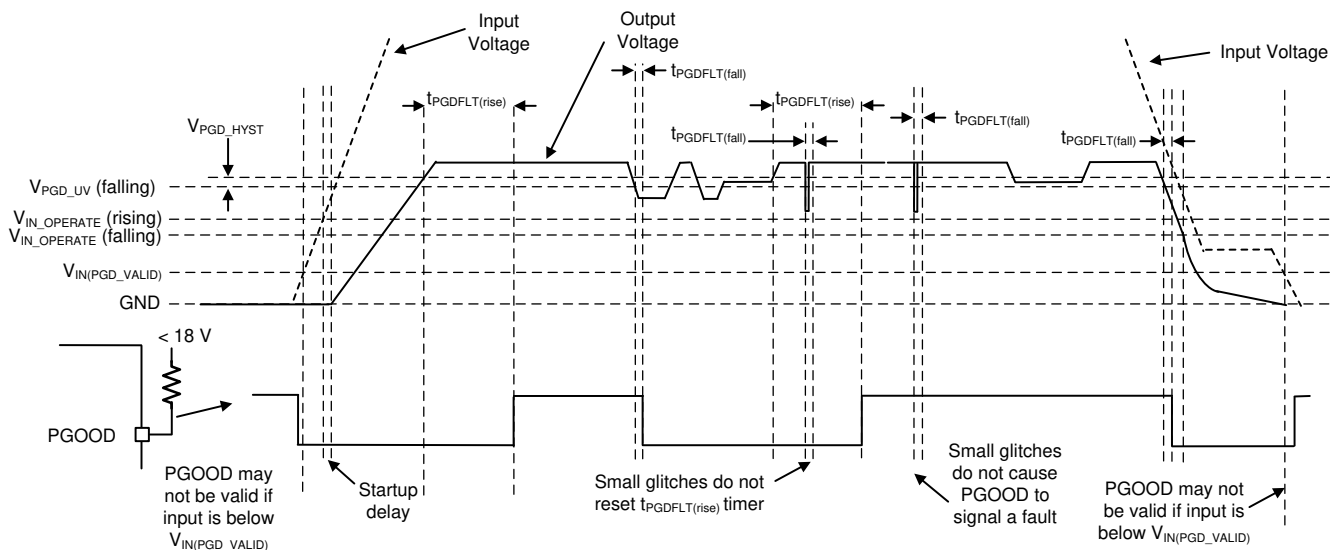 Input
Voltage
Output
Voltage
Input Voltage
tPGDFLT(fall)
tPGDFLT(rise)
tPGDFLT(rise)
tPGDFLT(fall)
tPGDFLT(fall)
tPGDFLT(fall)
VPGD_HYST
VPGD_UV (falling)
VIN_OPERATE (rising)
VIN_OPERATE (falling)
VIN(PGD_VALID)
GND
< 18 V
PGOOD
PGOOD may
not be valid if
input is below
VIN(PGD_VALID)
Startup
delay
Small glitches do not
reset tPGDFLT(rise) timer
Small glitches
do not cause
PGOOD to
signal a fault
PGOOD may not
be valid if input is
below VIN(PGD_VALID)